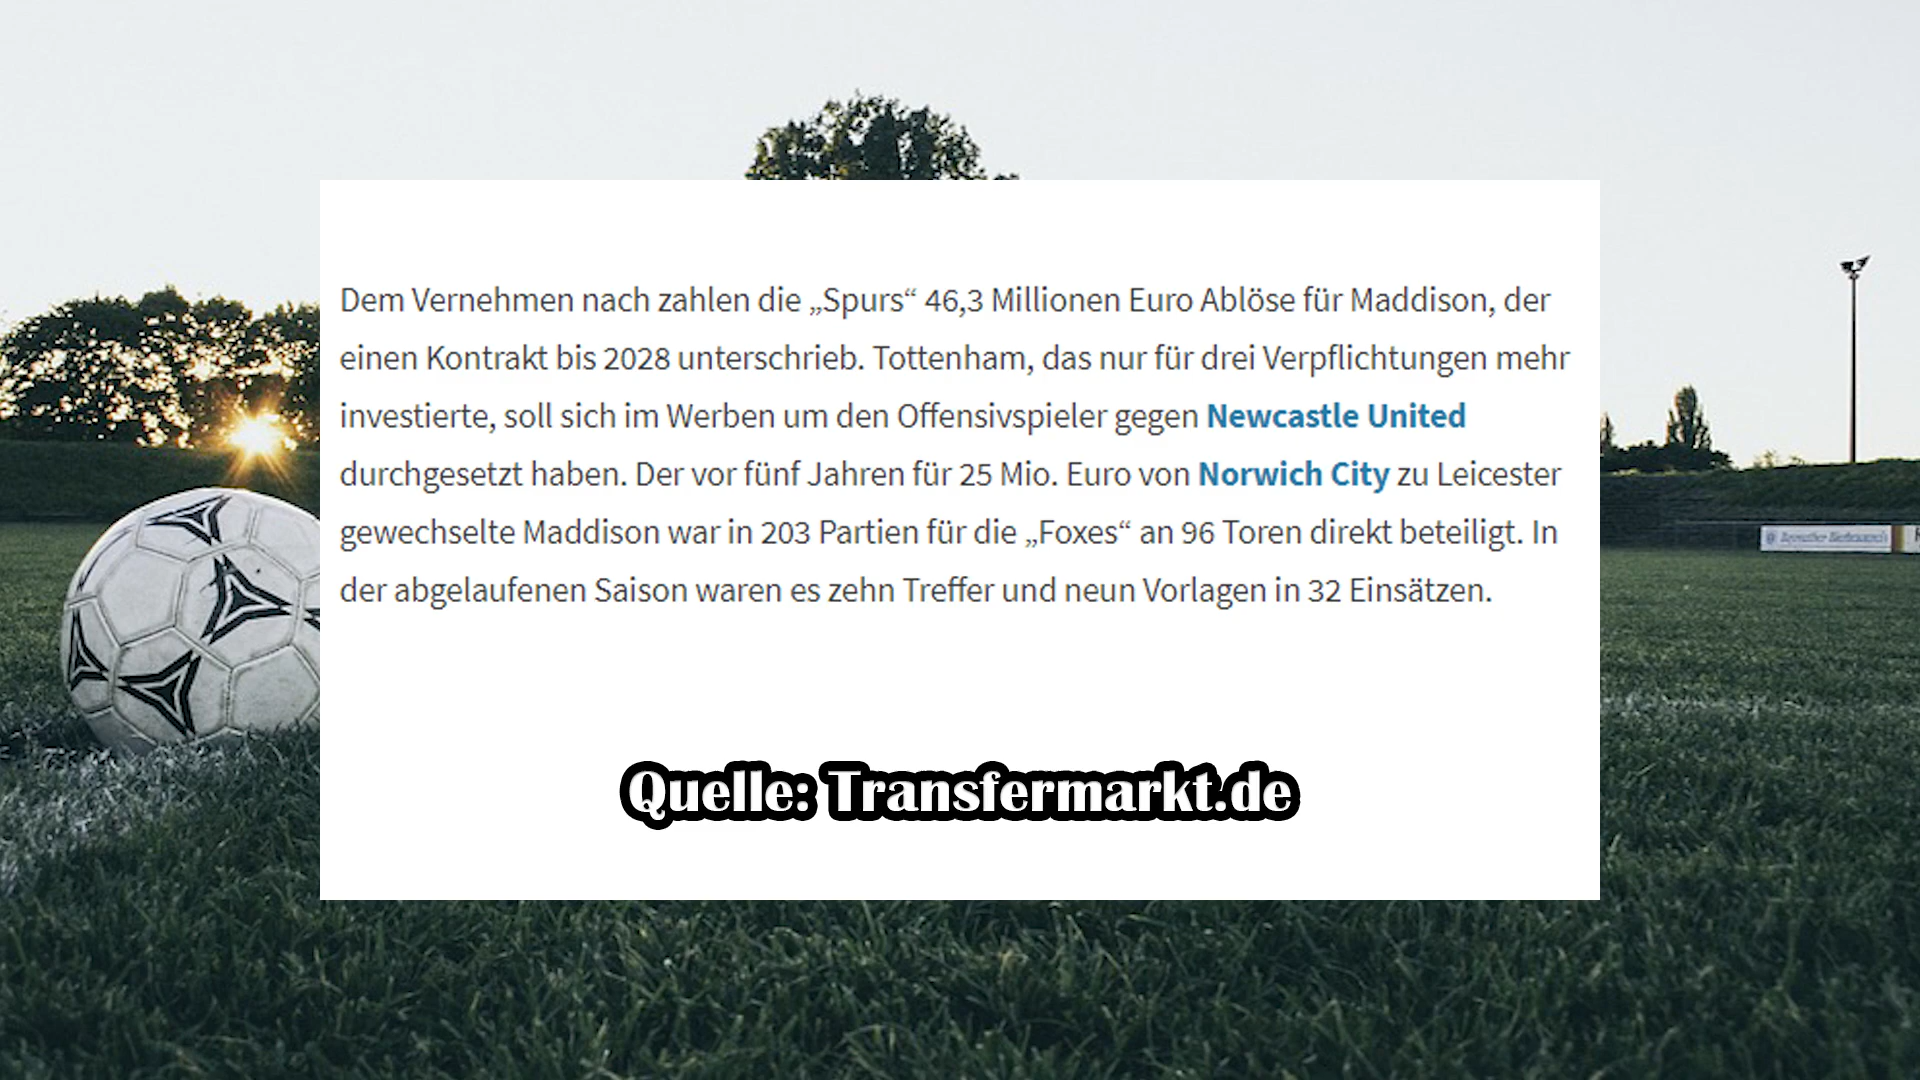 Dem Vernehmen nach zahlen die „Spurs“ 46,3 Millionen Euro Ablöse für Maddison, der
einen Kontrakt bis 2028 unterschrieb. Tottenham, das nur für drei Verpflichtungen mehr
investierte, soll sich im Werben um den Offensivspieler gegen Newcastle United
durchgesetzt haben. Der vor fünf Jahren für 25 Mio. Euro von Norwich City zu Leicester
gewechselte Maddison war in 203 Partien für die „Foxes“ an 96 Toren direkt beteiligt. In
der abgelaufenen Saison waren es zehn Treffer und neun Vorlagen in 32 Einsätzen.
Quelle: Transfermarkt.de